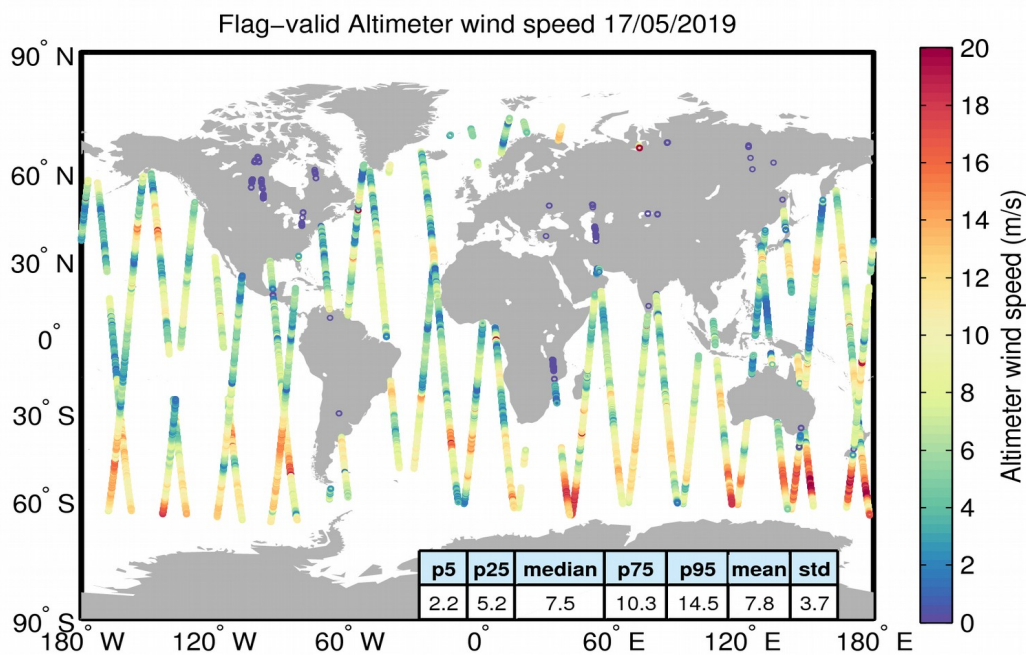 Flag−valid Altimeter wind speed 17/05/2019
90° N
60° N
30° N
0°
30° S
60° S
90° S
180° W
120° W
60° W
0°
60° E
120° E
180° E
p5 p25 median p75 p95 mean std
2.2 5.2 7.5 10.3 14.5 7.8 3.7
20
18
16
14
12
10
8
6
4
2
0
Altimeter wind speed (m/s)